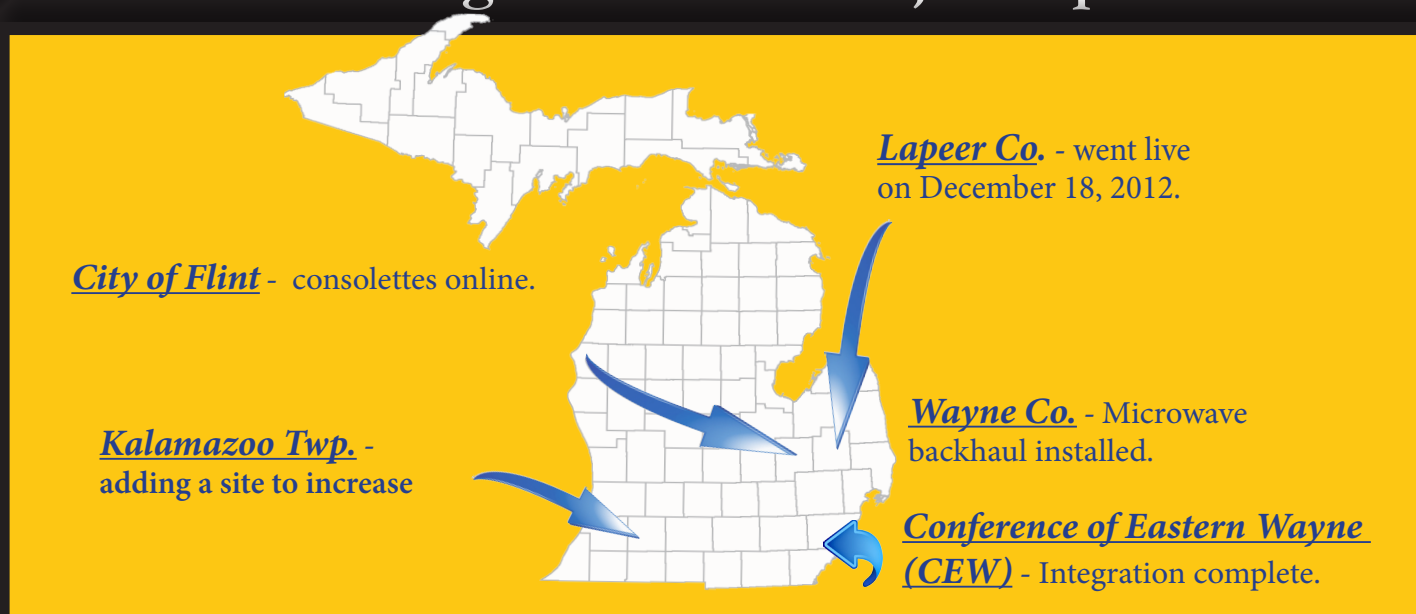 Lapeer Co. - went live
on December 18, 2012.
City of Flint - consolettes online.
Kalamazoo Twp. -
adding a site to increase
Wayne Co. - Microwave
backhaul installed.
Conference of Eastern Wayne
(CEW) - Integration complete.